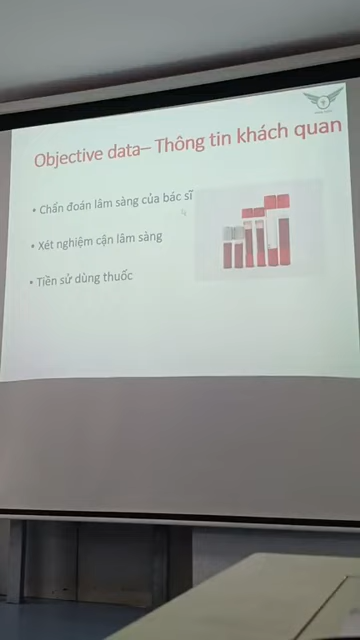 Objective data– Thông tin khách quan
• Chẩn đoán lâm sàng của bác sĩ
• Xét nghiệm cận lâm sàng
• Tiền sử dùng thuốc